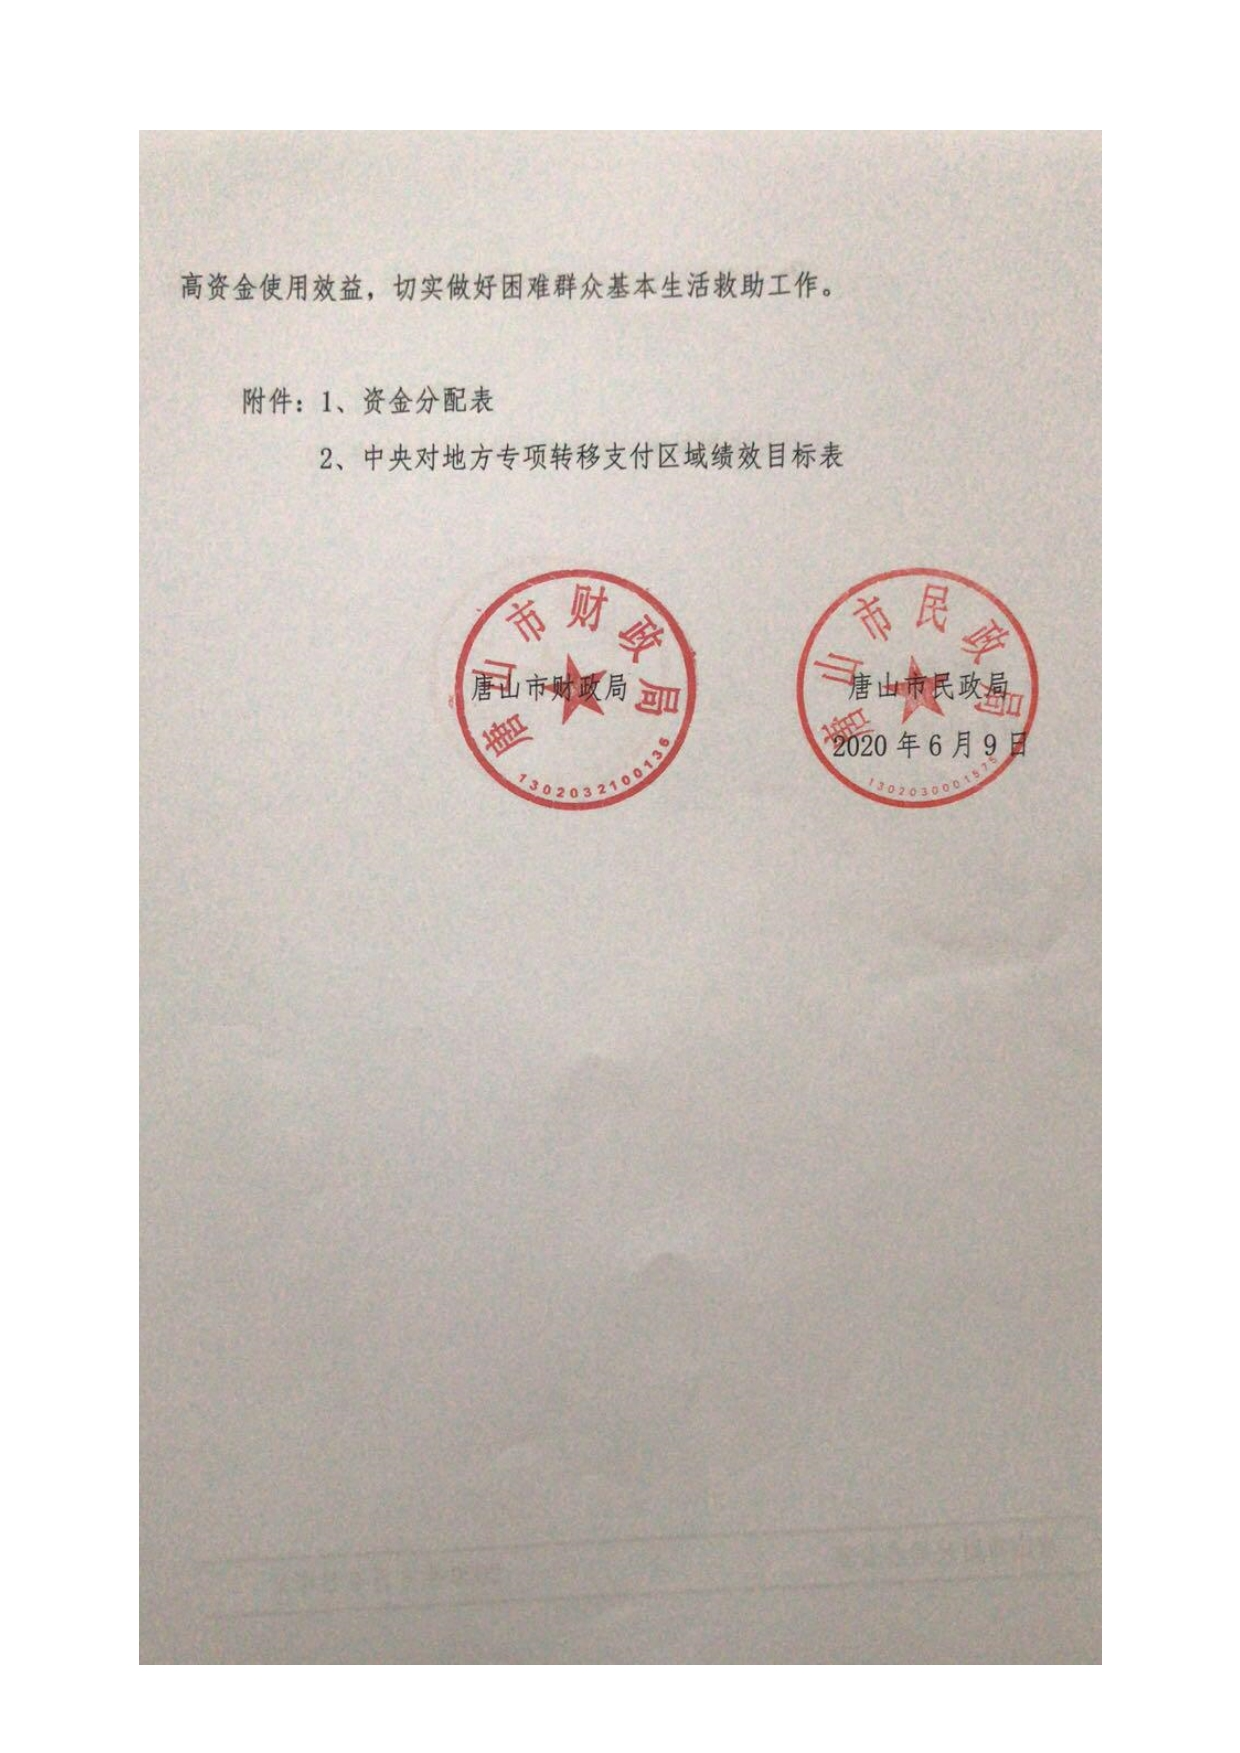 高资金使用效益，切实做好困难群众基本生活救助工作。
附件：1、资金分配表
2、中央对地方专项转移支付区域绩效目标表
唐山市财政局
1302032100136
唐山市民政局
1302030001575
唐山市财政局 唐山市民政局
2020年6月9日